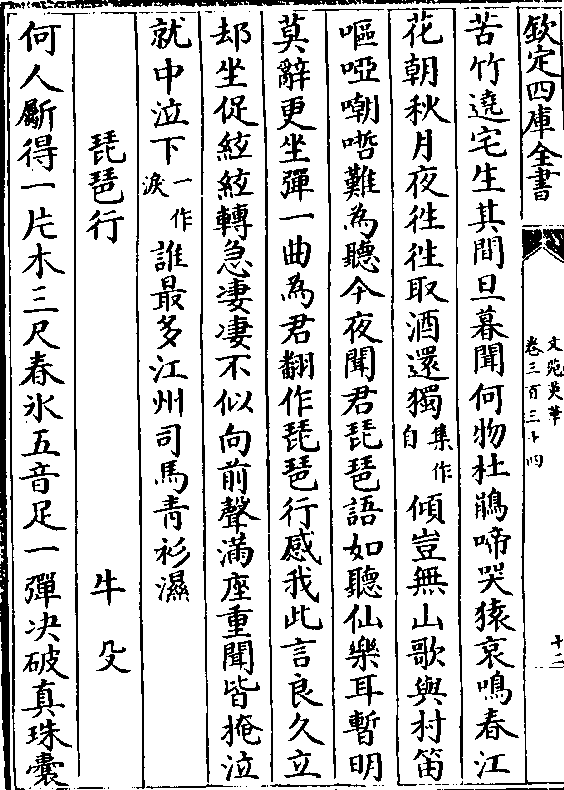 欽定四庫全書
文苑英華
卷三百三十四
十二
苦竹遶宅生其間旦暮聞何物杜鵑啼哭猿哀鳴春江
花朝秋月夜徃徃取酒還獨集作自傾豈無山歌與村笛
嘔啞嘲哳難為聽今夜聞君琵琶語如聽仙樂耳暫明
莫辭更坐彈一曲為君翻作琵琶行感我此言良久立
却坐促絃絃轉急凄凄不似向前聲滿座重聞皆掩泣
就中泣下一作淚誰最多江州司馬青衫濕
琵琶行　牛殳
何人斲得一片木三尺春氷五音足一彈决破真珠囊